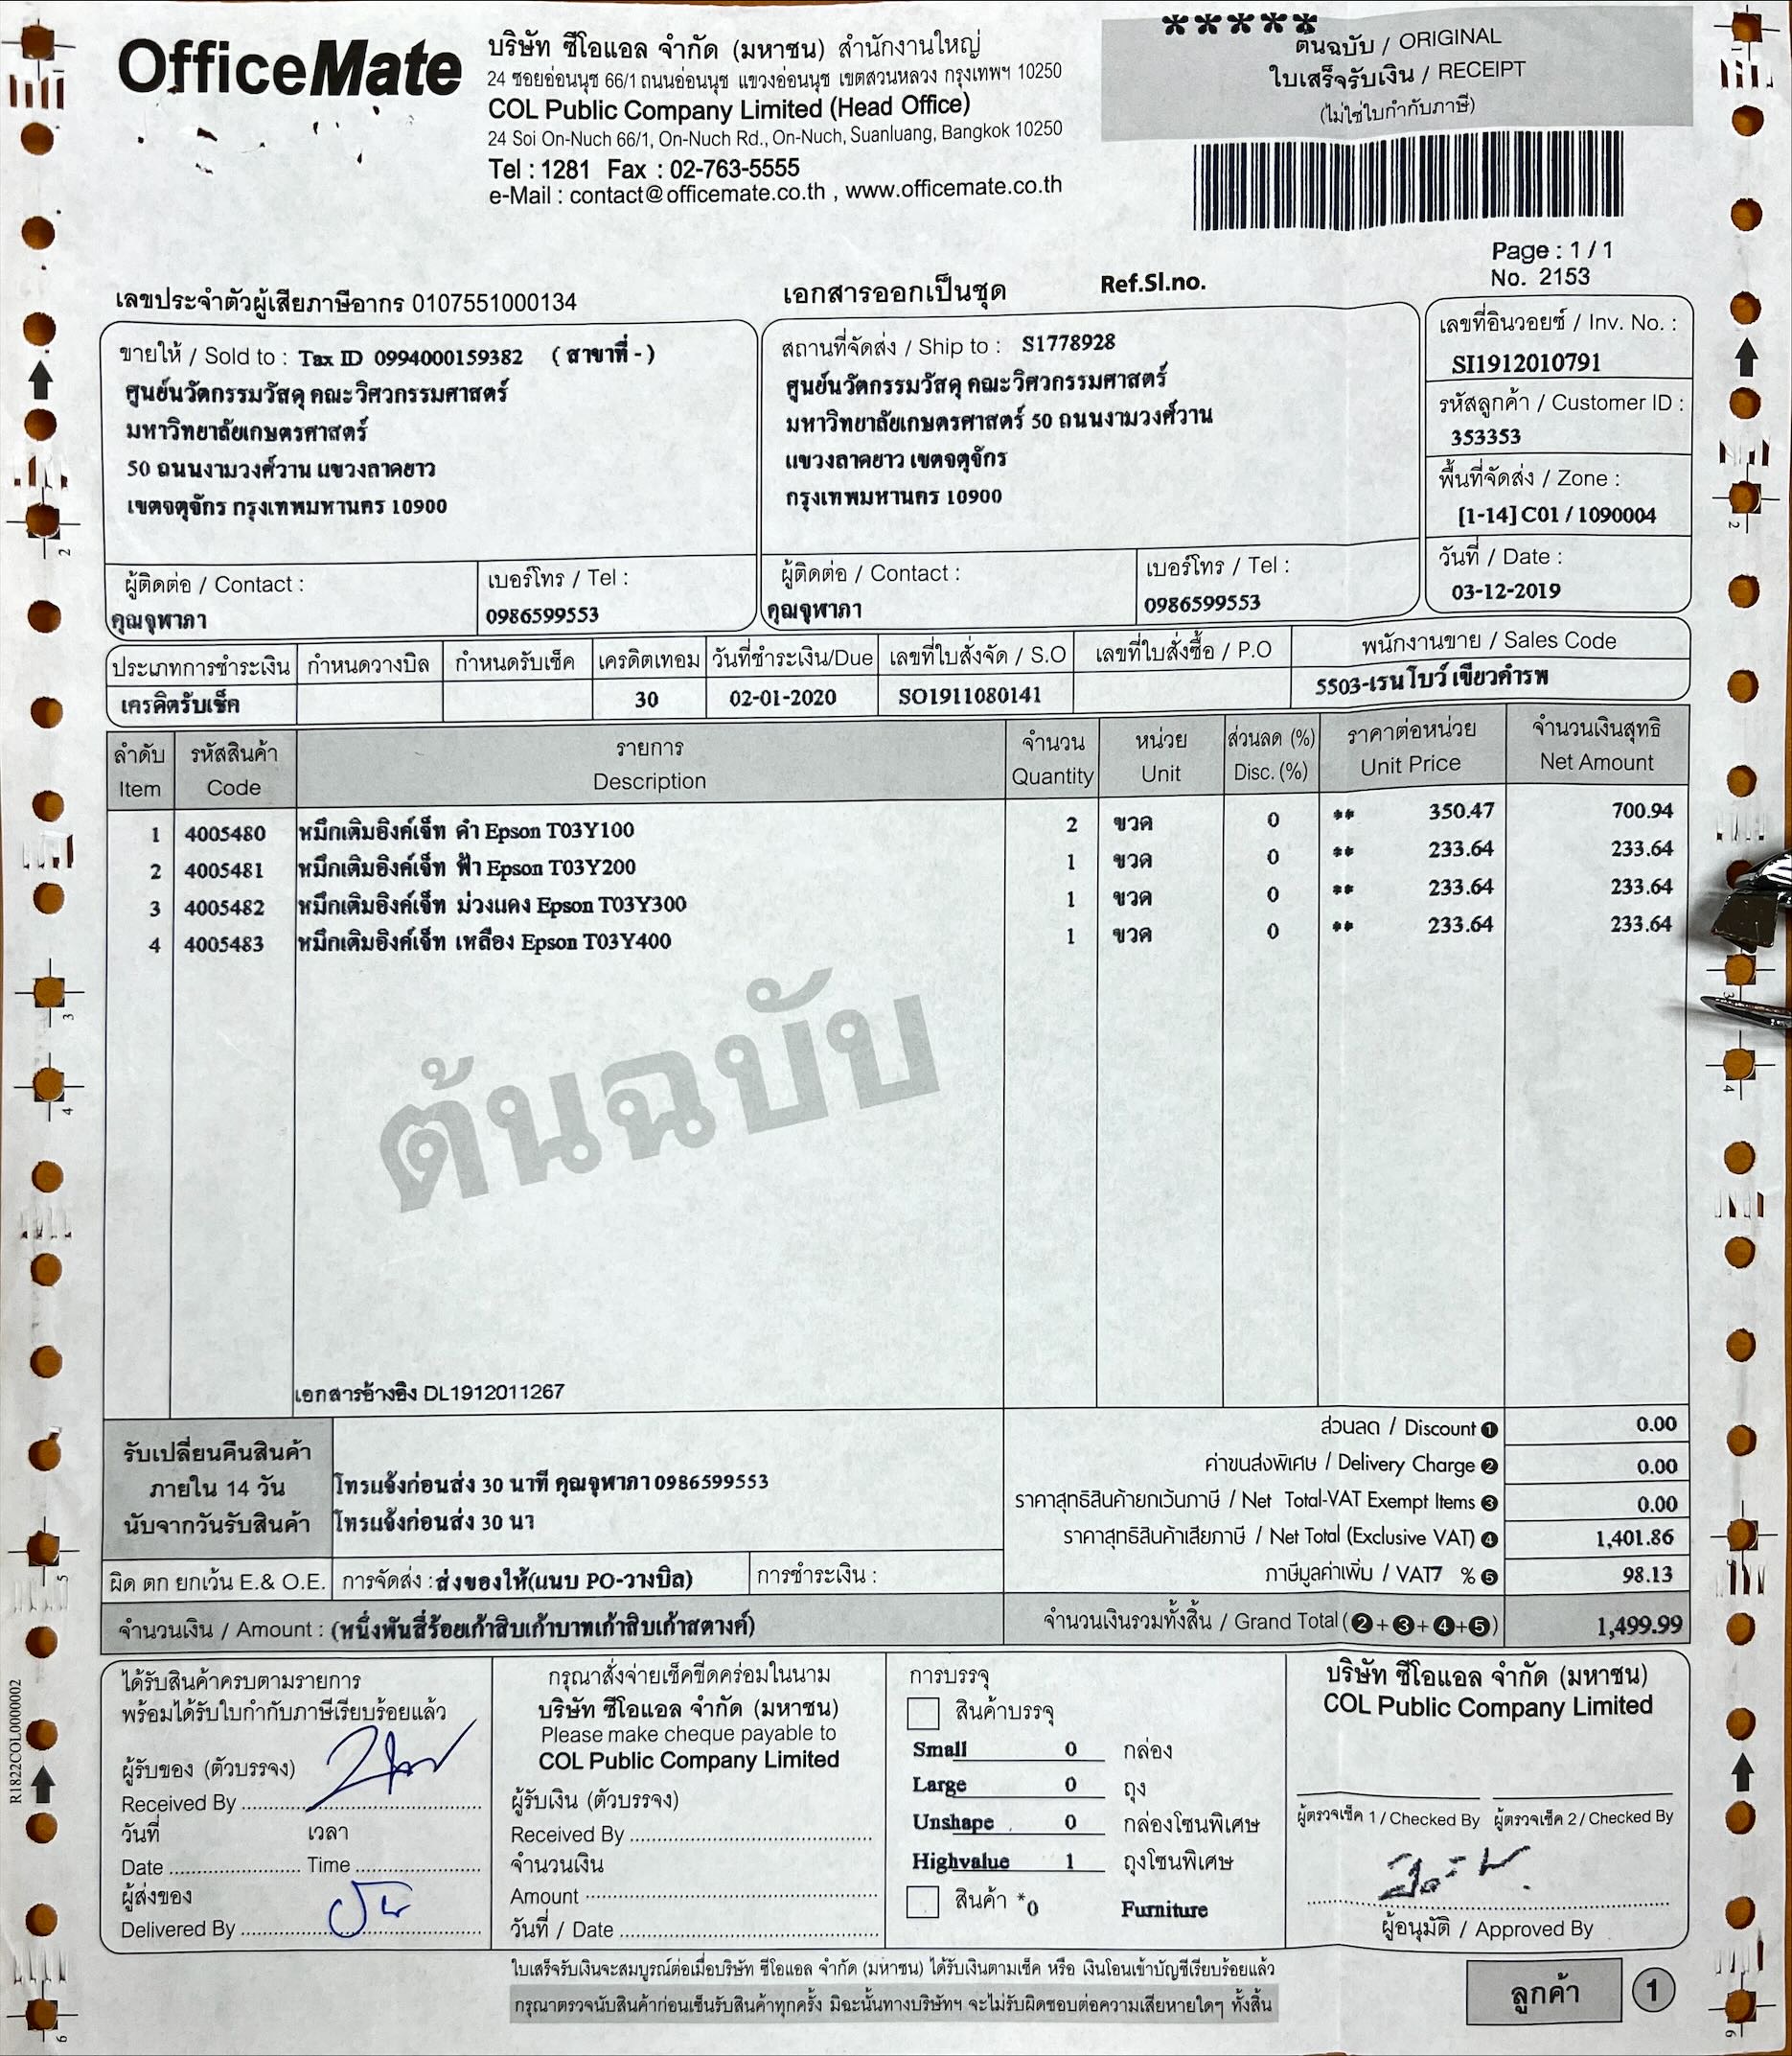 OfficeMate
บริษัท ซีโอแอล จำกัด (มหาชน) สำนักงานใหญ่
24 ซอยอ่อนนุช 66/1 ถนนอ่อนนุช แขวงอ่อนนุช เขตสวนหลวง กรุงเทพฯ 10250
COL Public Company Limited (Head Office)
24 Soi On-Nuch 66/1, On-Nuch Rd., On-Nuch, Suanluang, Bangkok 10250
Tel : 1281 Fax : 02-763-5555
e-Mail : contact@officemate.co.th , www.officemate.co.th
*****
ต้นฉบับ / ORIGINAL
ใบเสร็จรับเงิน / RECEIPT
(ไม่ใช่ใบกำกับภาษี)
Page : 1 / 1
No. 2153
เลขประจำตัวผู้เสียภาษีอากร 0107551000134
เอกสารออกเป็นชุด
Ref.Sl.no.
ขายให้ / Sold to : Tax ID 0994000159382 ( สาขาที่ - )
ศูนย์นวัตกรรมวัสดุ คณะวิศวกรรมศาสตร์
มหาวิทยาลัยเกษตรศาสตร์
50 ถนนงามวงศ์วาน แขวงลาดยาว
เขตจตุจักร กรุงเทพมหานคร 10900
ผู้ติดต่อ / Contact :
คุณจุฬาภา
เบอร์โทร / Tel :
0986599553
สถานที่จัดส่ง / Ship to : S1778928
ศูนย์นวัตกรรมวัสดุ คณะวิศวกรรมศาสตร์
มหาวิทยาลัยเกษตรศาสตร์ 50 ถนนงามวงศ์วาน
แขวงลาดยาว เขตจตุจักร
กรุงเทพมหานคร 10900
ผู้ติดต่อ / Contact :
คุณจุฬาภา
เบอร์โทร / Tel :
0986599553
เลขที่อินวอยซ์ / Inv. No. :
SI1912010791
รหัสลูกค้า / Customer ID :
353353
พื้นที่จัดส่ง / Zone :
[1-14] C01 / 1090004
วันที่ / Date :
03-12-2019
ประเภทการชำระเงิน กำหนดวางบิล กำหนดรับเช็ค เครดิตเทอม วันที่ชำระเงิน/Due เลขที่ใบสั่งจัด / S.O เลขที่ใบสั่งซื้อ / P.O พนักงานขาย / Sales Code
เครดิตรับเช็ค 30 02-01-2020 SO1911080141 5503-เรนโบว์ เขียวคำรพ
ลำดับ รหัสสินค้า รายการ จำนวน หน่วย ส่วนลด (%) ราคาต่อหน่วย จำนวนเงินสุทธิ
Item Code Description Quantity Unit Disc. (%) Unit Price Net Amount
1 4005480 หมึกเติมอิงค์เจ็ท ดำ Epson T03Y100 2 ขวด 0 ** 350.47 700.94
2 4005481 หมึกเติมอิงค์เจ็ท ฟ้า Epson T03Y200 1 ขวด 0 ** 233.64 233.64
3 4005482 หมึกเติมอิงค์เจ็ท ม่วงแดง Epson T03Y300 1 ขวด 0 ** 233.64 233.64
4 4005483 หมึกเติมอิงค์เจ็ท เหลือง Epson T03Y400 1 ขวด 0 ** 233.64 233.64
ต้นฉบับ
เอกสารอ้างอิง DL1912011267
รับเปลี่ยนคืนสินค้า
ภายใน 14 วัน
นับจากวันรับสินค้า
โทรแจ้งก่อนส่ง 30 นาที คุณจุฬาภา 0986599553
โทรแจ้งก่อนส่ง 30 นา
ผิด ตก ยกเว้น E.& O.E.
การจัดส่ง : ส่งของให้(แนบ PO-วางบิล)
การชำระเงิน :
ส่วนลด / Discount ❶ 0.00
ค่าขนส่งพิเศษ / Delivery Charge ❷ 0.00
ราคาสุทธิสินค้ายกเว้นภาษี / Net Total-VAT Exempt Items ❸ 0.00
ราคาสุทธิสินค้าเสียภาษี / Net Total (Exclusive VAT) ❹ 1,401.86
ภาษีมูลค่าเพิ่ม / VAT7 % ❺ 98.13
จำนวนเงิน / Amount : (หนึ่งพันสี่ร้อยเก้าสิบเก้าบาทเก้าสิบเก้าสตางค์)
จำนวนเงินรวมทั้งสิ้น / Grand Total (❷+❸+❹+❺) 1,499.99
ได้รับสินค้าครบตามรายการ
พร้อมได้รับใบกำกับภาษีเรียบร้อยแล้ว
ผู้รับของ (ตัวบรรจง)
Received By
วันที่ เวลา
Date Time
ผู้ส่งของ
Delivered By
กรุณาสั่งจ่ายเช็คขีดคร่อมในนาม
บริษัท ซีโอแอล จำกัด (มหาชน)
Please make cheque payable to
COL Public Company Limited
ผู้รับเงิน (ตัวบรรจง)
Received By
จำนวนเงิน
Amount
วันที่ / Date
การบรรจุ
สินค้าบรรจุ
Small 0 กล่อง
Large 0 ถุง
Unshape 0 กล่องโซนพิเศษ
Highvalue 1 ถุงโซนพิเศษ
สินค้า *0 Furniture
บริษัท ซีโอแอล จำกัด (มหาชน)
COL Public Company Limited
ผู้ตรวจเช็ค 1 / Checked By ผู้ตรวจเช็ค 2 / Checked By
ผู้อนุมัติ / Approved By
ใบเสร็จรับเงินจะสมบูรณ์ต่อเมื่อบริษัท ซีโอแอล จำกัด (มหาชน) ได้รับเงินตามเช็ค หรือ เงินโอนเข้าบัญชีเรียบร้อยแล้ว
กรุณาตรวจนับสินค้าก่อนเซ็นรับสินค้าทุกครั้ง มิฉะนั้นทางบริษัทฯ จะไม่รับผิดชอบต่อความเสียหายใดๆ ทั้งสิ้น
ลูกค้า 1
R1822COL0000002